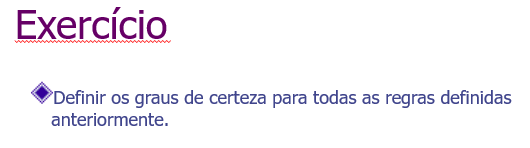 Exercício
Definir os graus de certeza para todas as regras definidas
anteriormente.